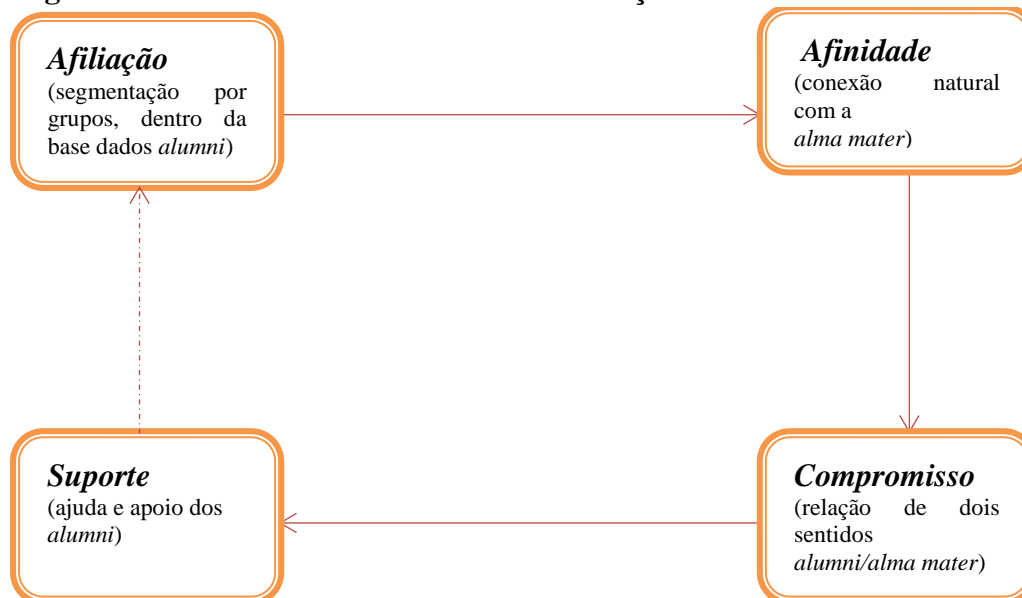 Afiliação
(segmentação por
grupos, dentro da
base dados alumni)
Afinidade
(conexão natural
com a
alma mater)
Suporte
(ajuda e apoio dos
alumni)
Compromisso
(relação de dois
sentidos
alumni/alma mater)